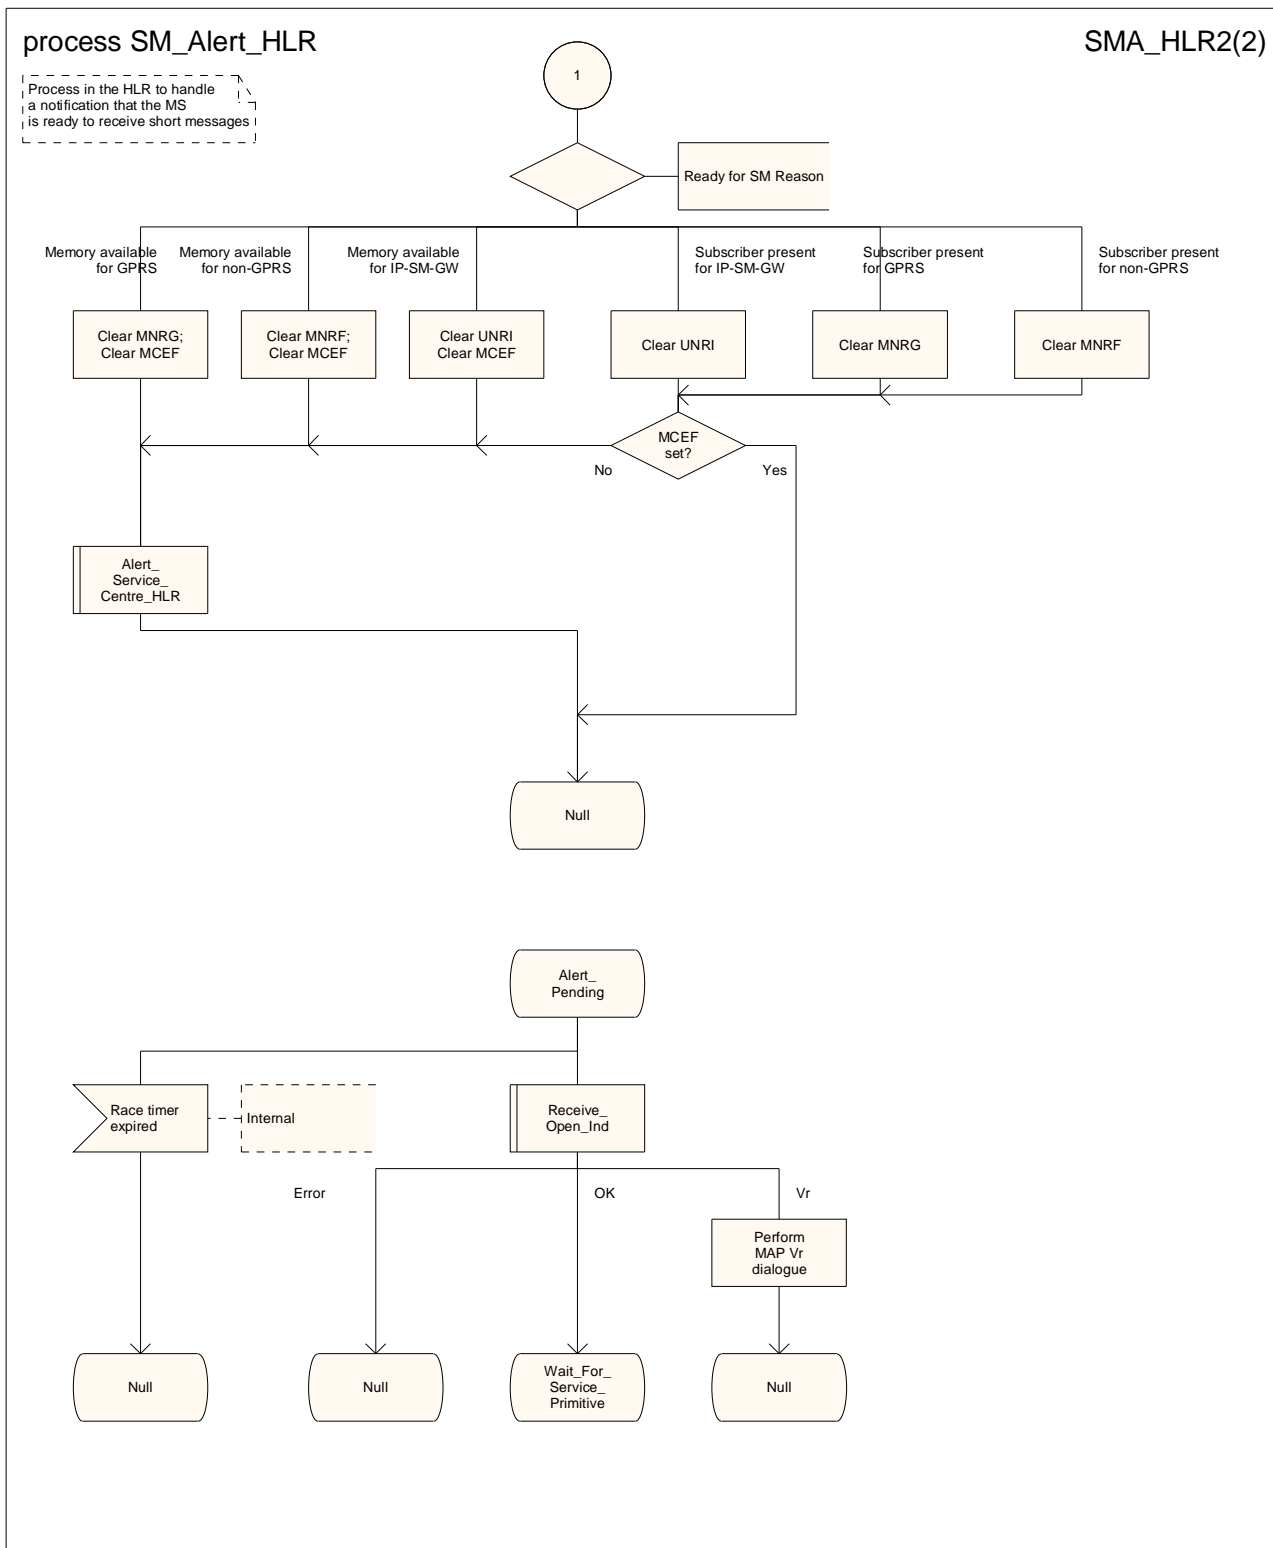 process SM_Alert_HLR
SMA_HLR2(2)
Process in the HLR to handle
a notification that the MS
is ready to receive short messages
1
Ready for SM Reason
Memory available
for GPRS
Memory available
for non-GPRS
Memory available
for IP-SM-GW
Subscriber present
for IP-SM-GW
Subscriber present
for GPRS
Subscriber present
for non-GPRS
Clear MNRG;
Clear MCEF
Clear MNRF;
Clear MCEF
Clear UNRI
Clear MCEF
Clear UNRI
Clear MNRG
Clear MNRF
MCEF
set?
No
Yes
Alert_
Service_
Centre_HLR
Null
Alert_
Pending
Race timer
expired
Internal
Receive_
Open_Ind
Error
OK
Vr
Perform
MAP Vr
dialogue
Null
Null
Wait_For_
Service_
Primitive
Null